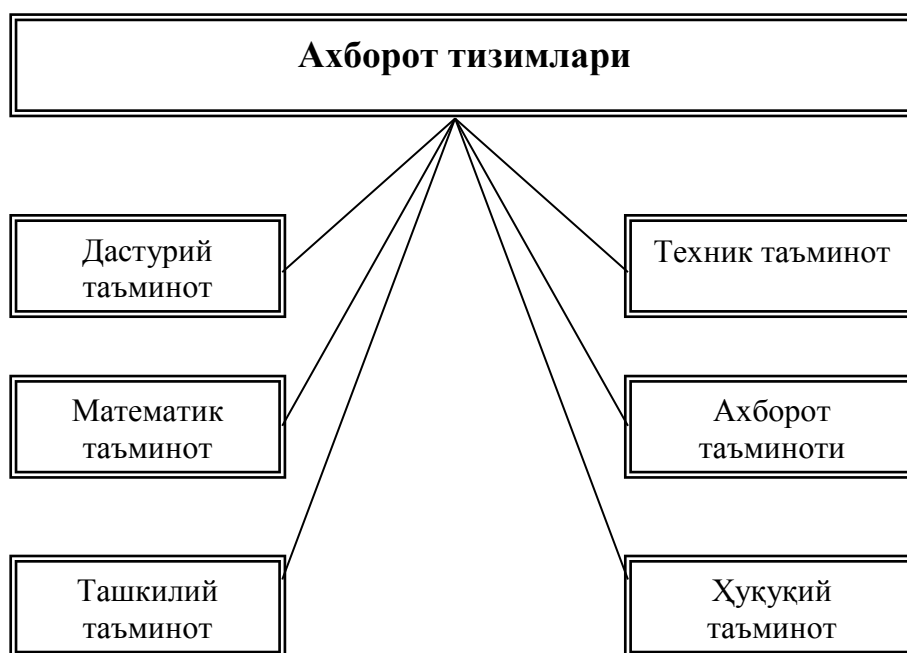 Ахборот тизимлари
Дастурий
таъминот
Техник таъминот
Математик
таъминот
Ахборот
таъминоти
Ташкилий
таъминот
Ҳуқуқий
таъминот